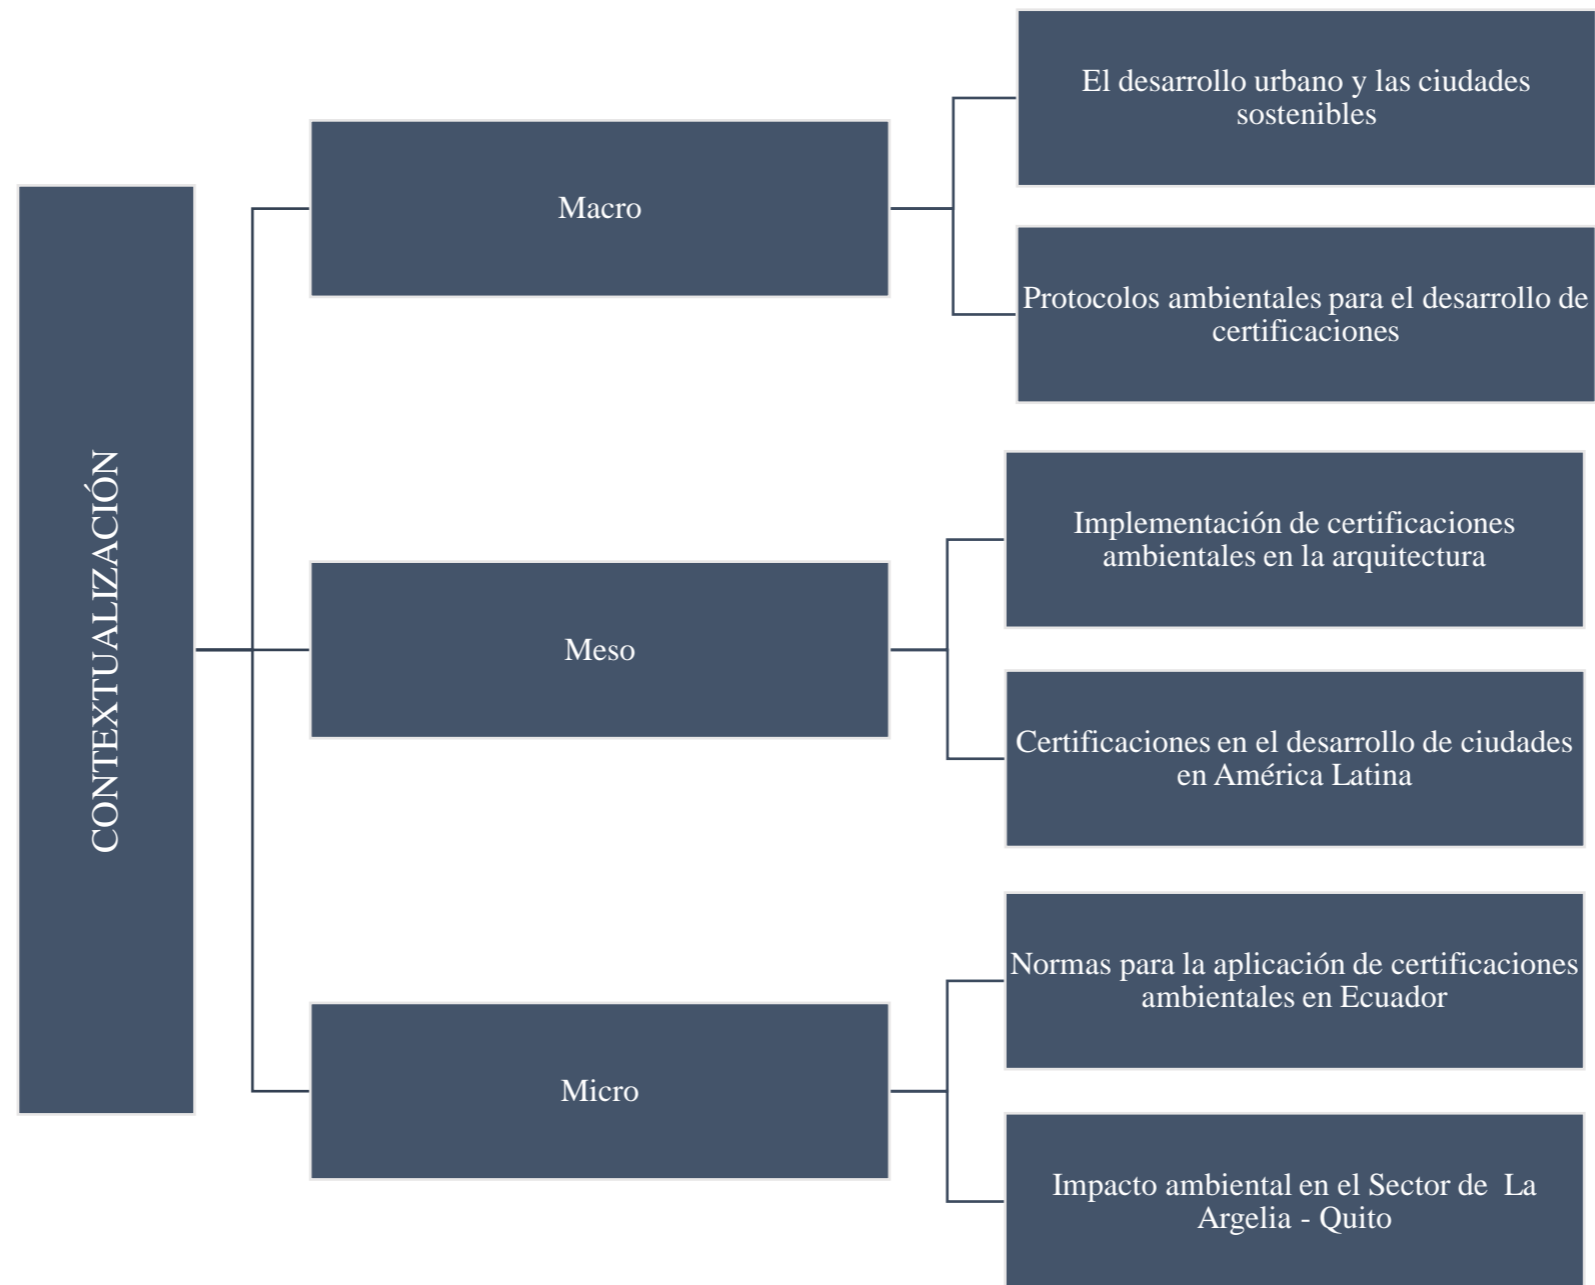 CONTEXTUALIZACIÓN
Macro
El desarrollo urbano y las ciudades
sostenibles
Protocolos ambientales para el desarrollo de
certificaciones
Meso
Implementación de certificaciones
ambientales en la arquitectura
Certificaciones en el desarrollo de ciudades
en América Latina
Micro
Normas para la aplicación de certificaciones
ambientales en Ecuador
Impacto ambiental en el Sector de La
Argelia - Quito